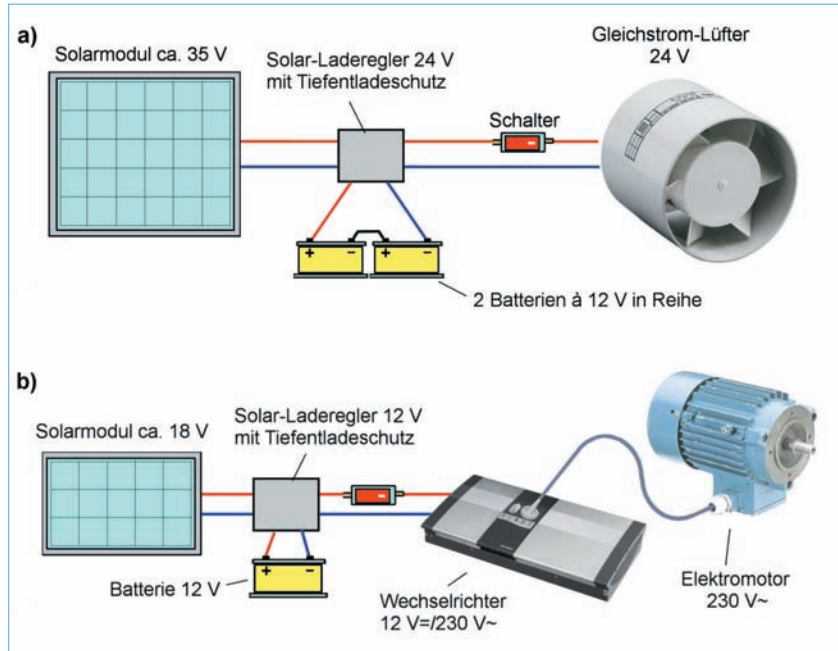 a)
Solarmodul ca. 35 V
Solar-Laderegler 24 V
mit Tiefentladeschutz
Schalter
Gleichstrom-Lüfter
24 V
+ - + -
2 Batterien à 12 V in Reihe
b)
Solarmodul ca. 18 V
Solar-Laderegler 12 V
mit Tiefentladeschutz
+ -
Batterie 12 V
Wechselrichter
12 V=/230 V~
Elektromotor
230 V~